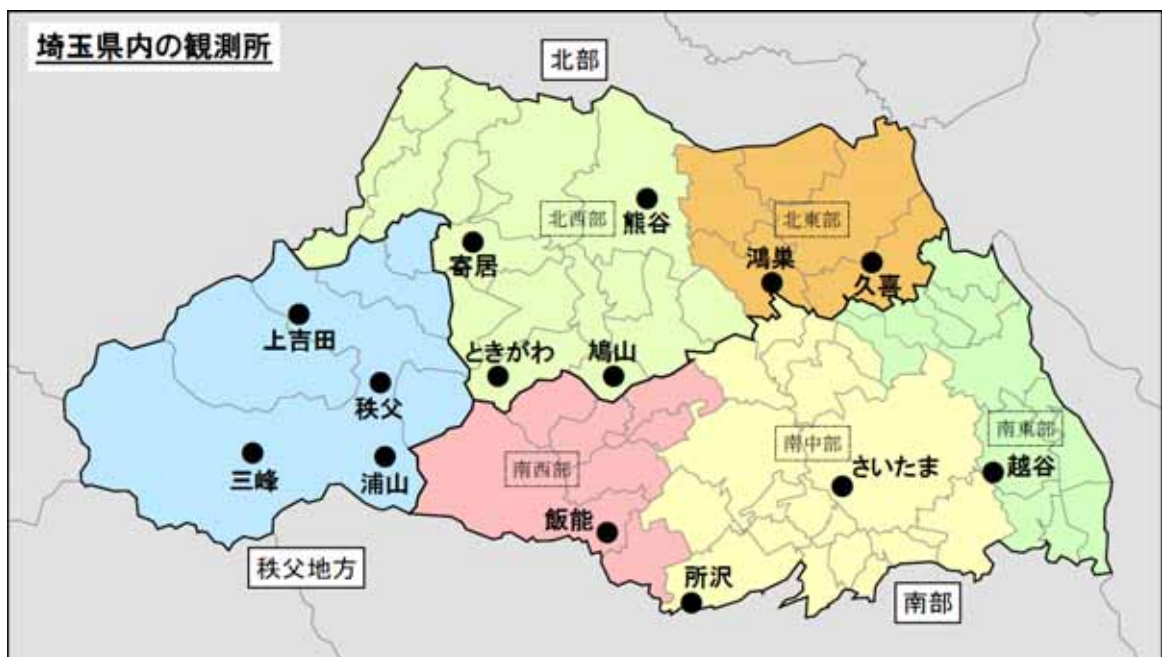 埼玉県内の観測所
北部
北西部
熊谷
北東部
寄居
鴻巣
久喜
上吉田
ときがわ
鳩山
秩父
南東部
南中部
南西部
さいたま
越谷
三峰
浦山
飯能
秩父地方
所沢
南部